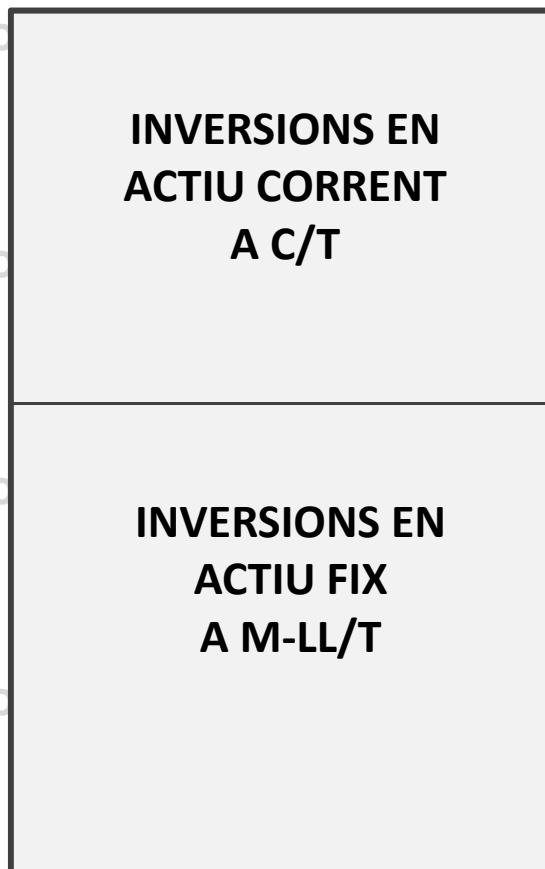 INVERSIONS EN
ACTIU CORRENT
A C/T
INVERSIONS EN
ACTIU FIX
A M-LL/T